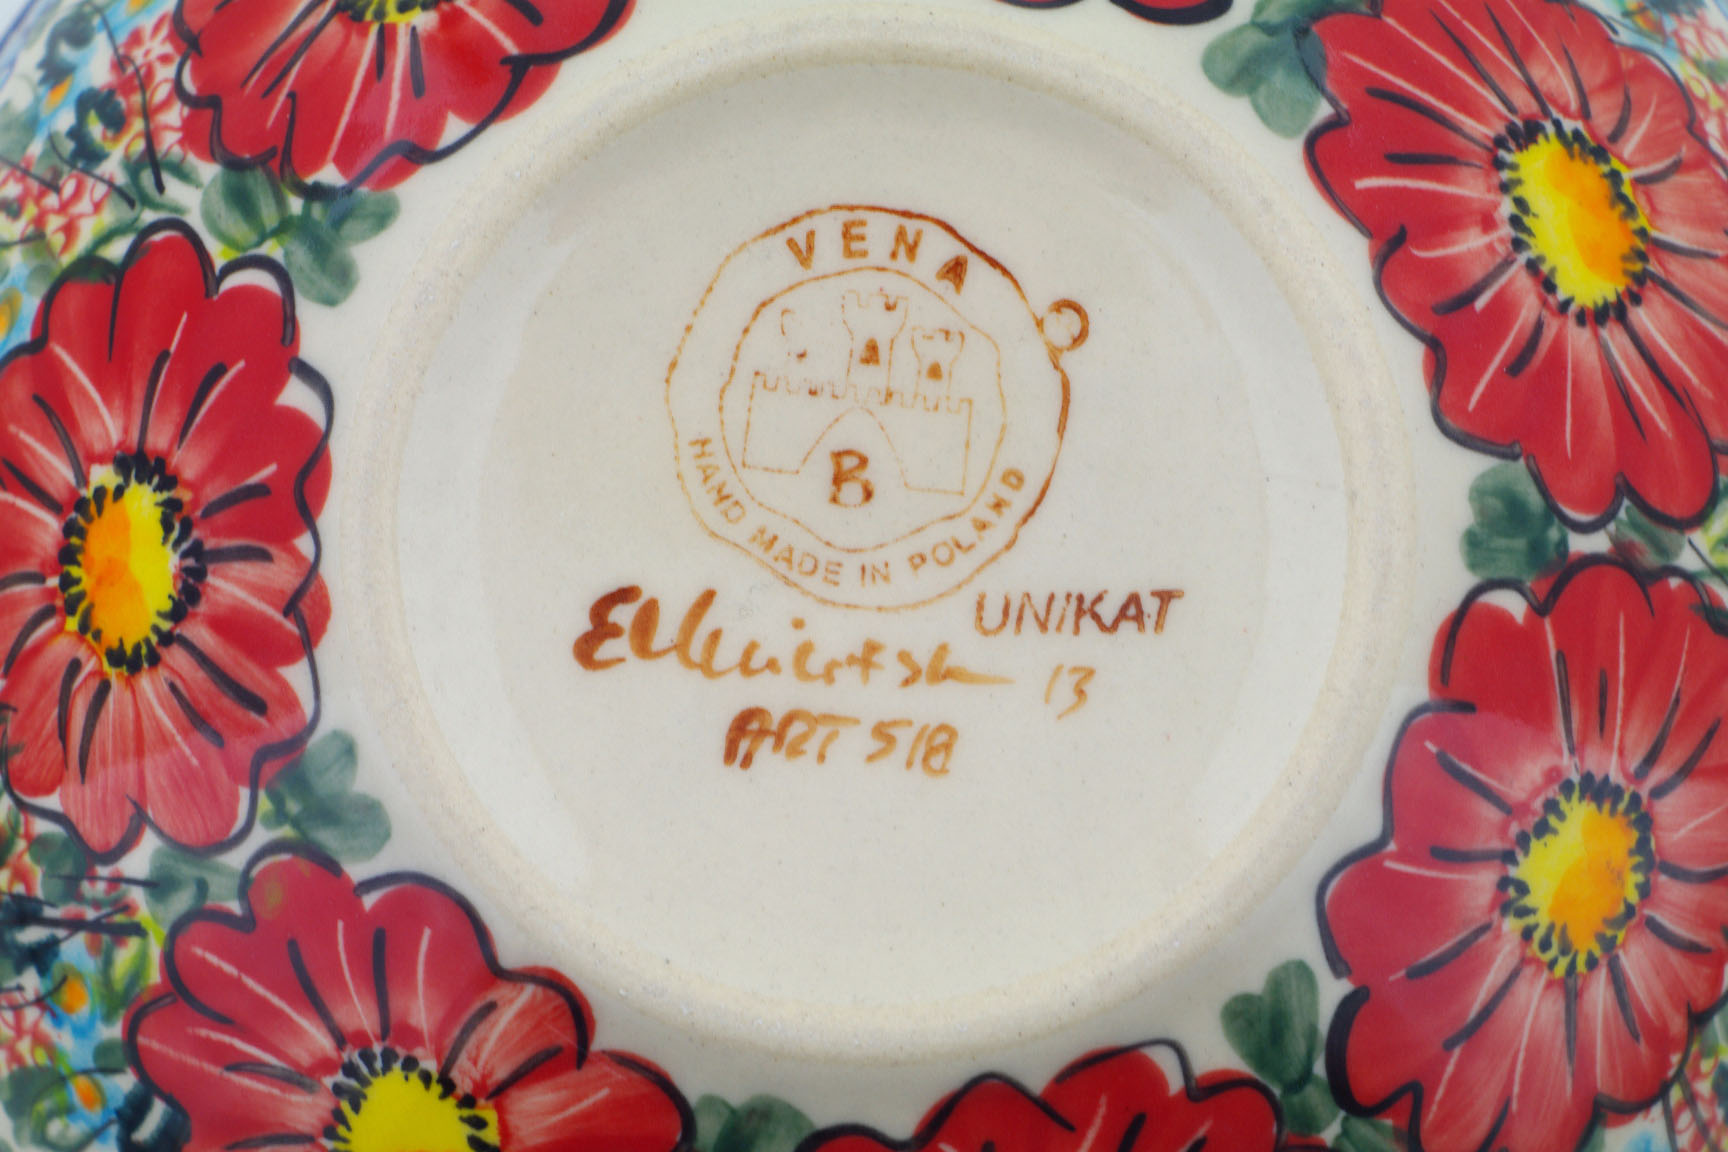 VENA
B
HAND MADE IN POLAND
UNIKAT
13
ART 518